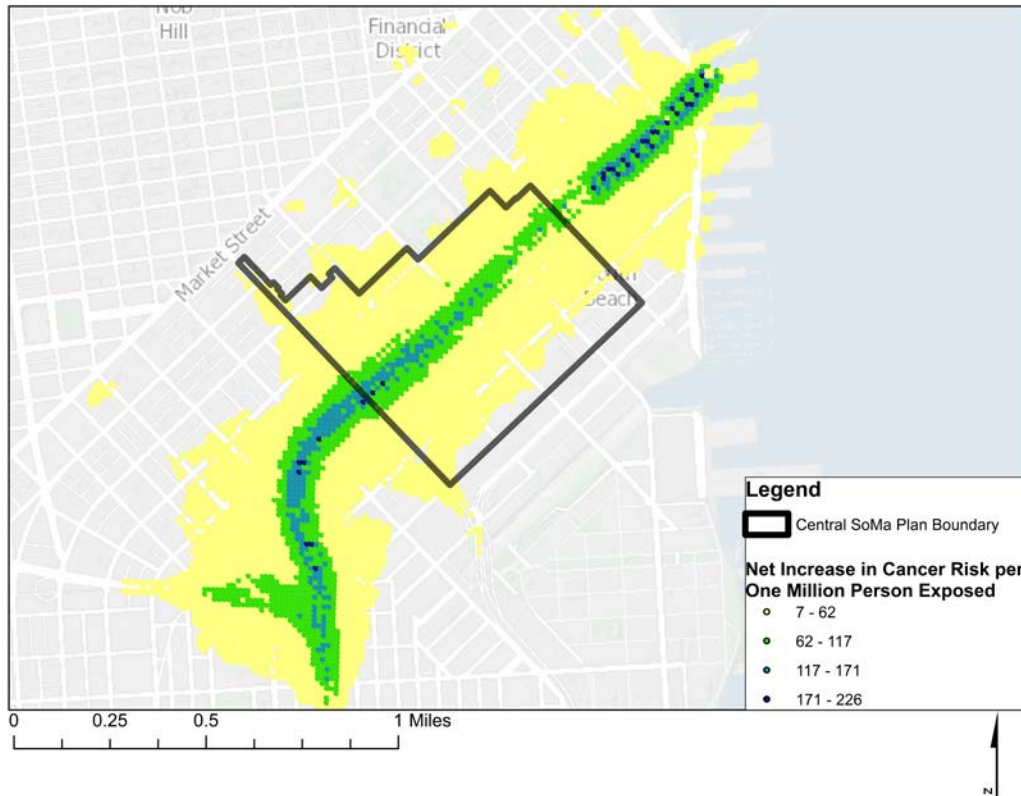 Nob
Hill
Financial
District
Market Street
Beach
Legend
Central SoMa Plan Boundary
Net Increase in Cancer Risk per
One Million Person Exposed
7 - 62
62 - 117
117 - 171
171 - 226
0 0.25 0.5 1 Miles
N